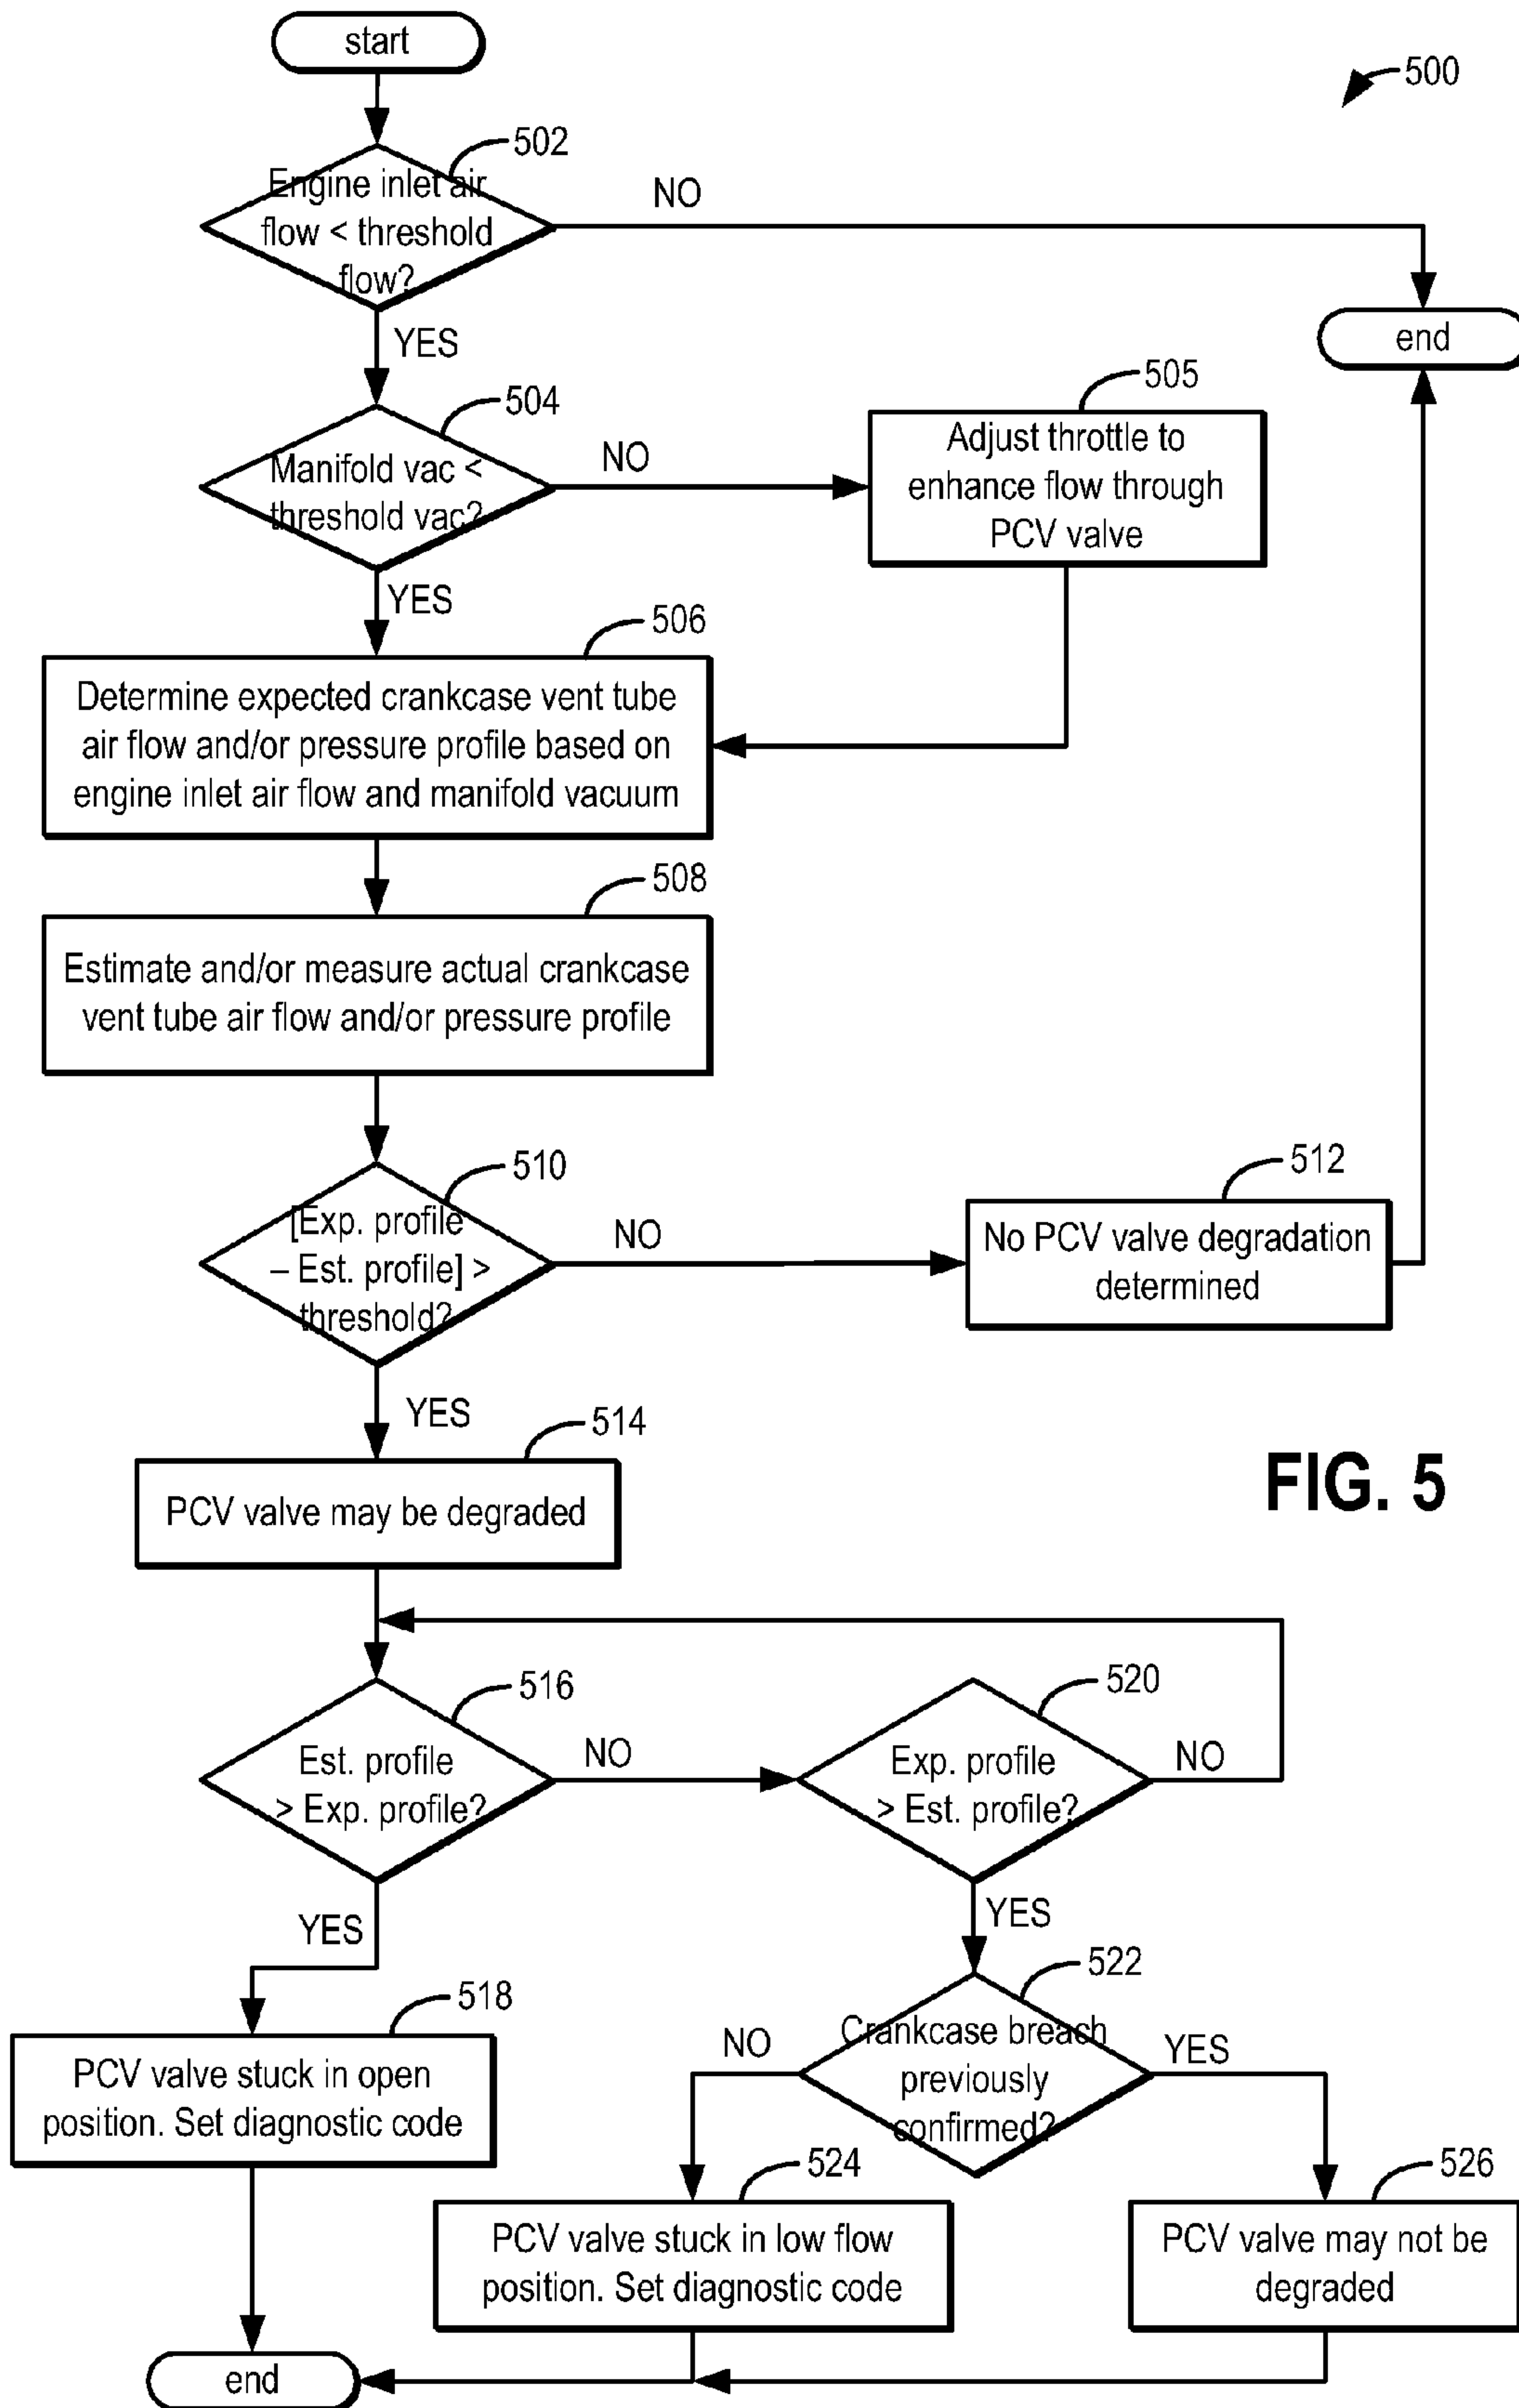 start
500
502
Engine inlet air
flow < threshold
flow?
NO
YES
end
504
Manifold vac <
threshold vac?
NO
YES
505
Adjust throttle to
enhance flow through
PCV valve
506
Determine expected crankcase vent tube
air flow and/or pressure profile based on
engine inlet air flow and manifold vacuum
508
Estimate and/or measure actual crankcase
vent tube air flow and/or pressure profile
510
[Exp. profile
– Est. profile] >
threshold?
NO
YES
512
No PCV valve degradation
determined
514
PCV valve may be degraded
FIG. 5
516
Est. profile
> Exp. profile?
NO
YES
520
Exp. profile
> Est. profile?
NO
YES
518
PCV valve stuck in open
position. Set diagnostic code
522
Crankcase breach
previously
confirmed?
NO
YES
524
PCV valve stuck in low flow
position. Set diagnostic code
526
PCV valve may not be
degraded
end